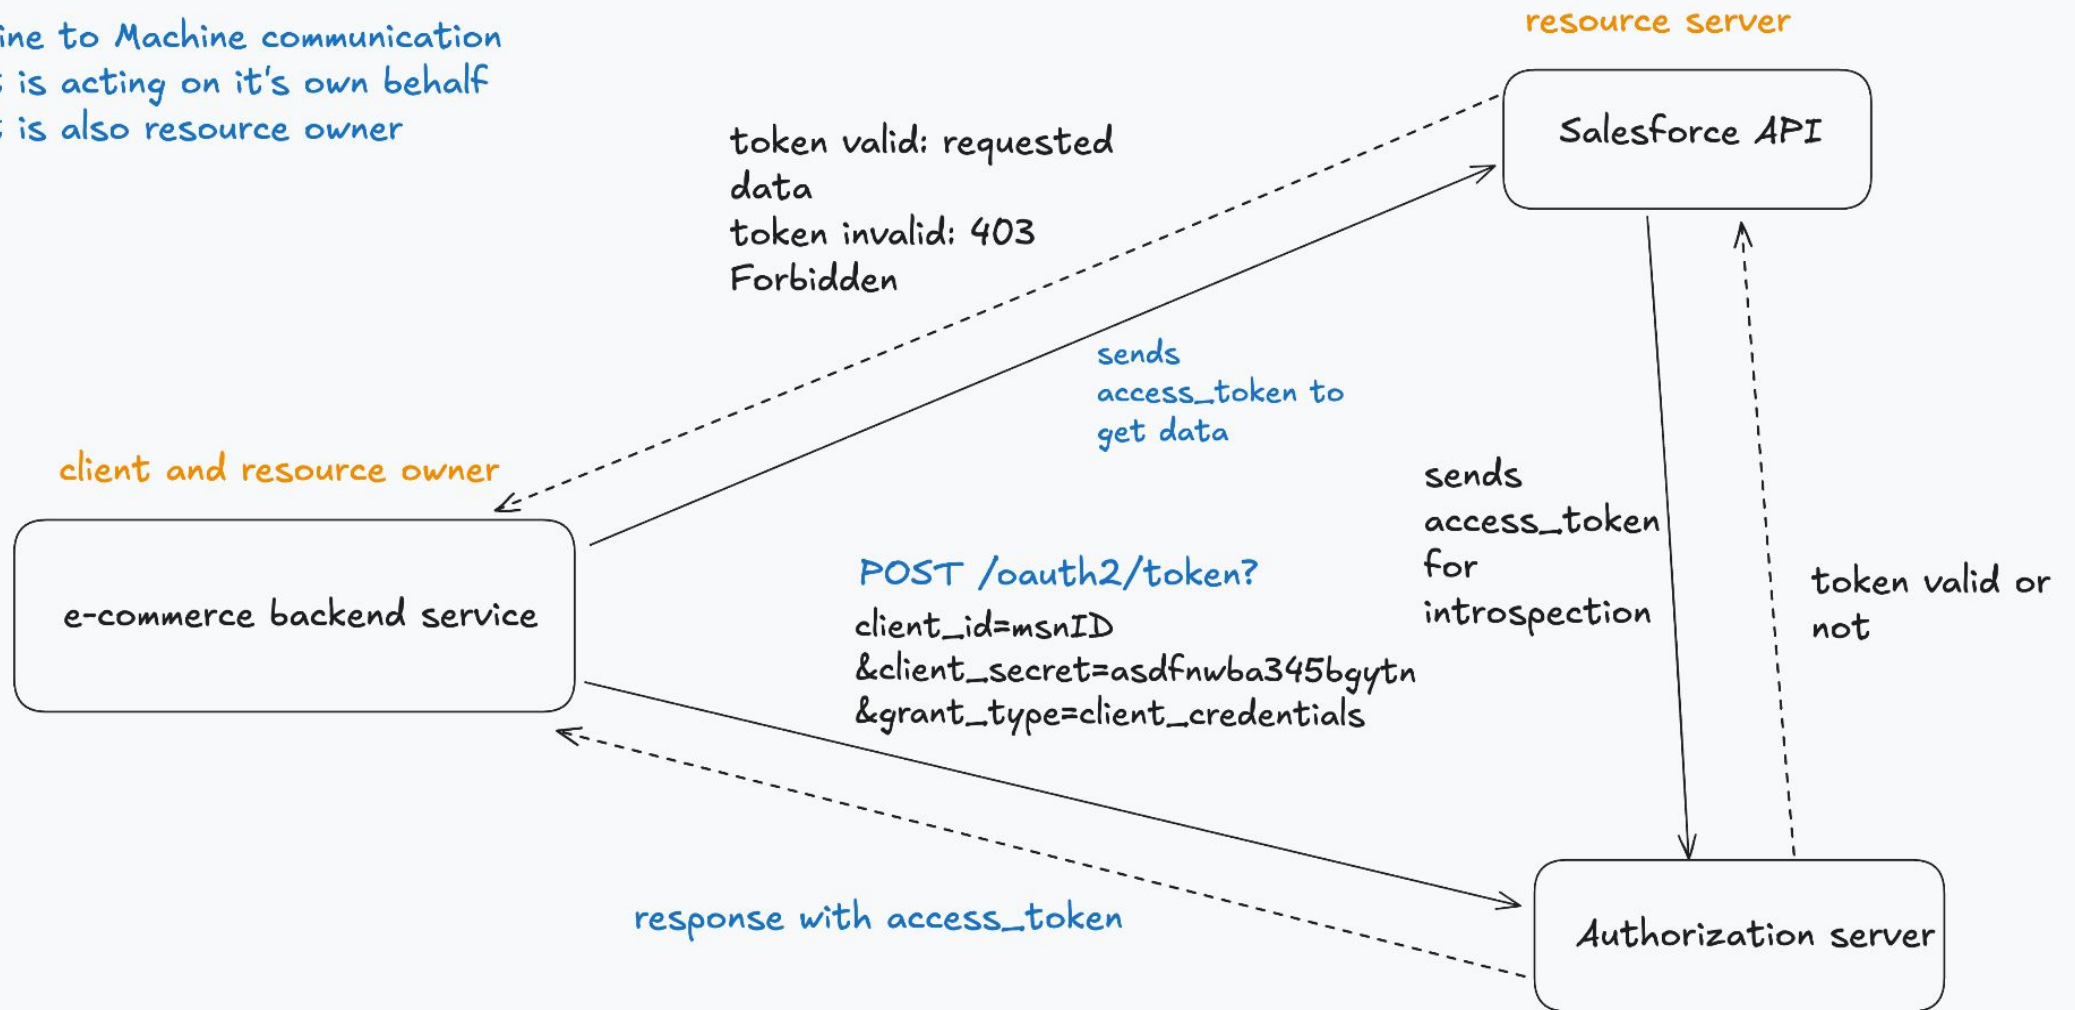 to Machine communication
is acting on it's own behalf
is also resource owner
resource server
Salesforce API
token valid: requested
data
token invalid: 403
Forbidden
sends
access_token to
get data
client and resource owner
e-commerce backend service
POST /oauth2/token?
client_id=msnID
&client_secret=asdfnwba345bgytn
&grant_type=client_credentials
sends
access_token
for
introspection
token valid or
not
response with access_token
Authorization server